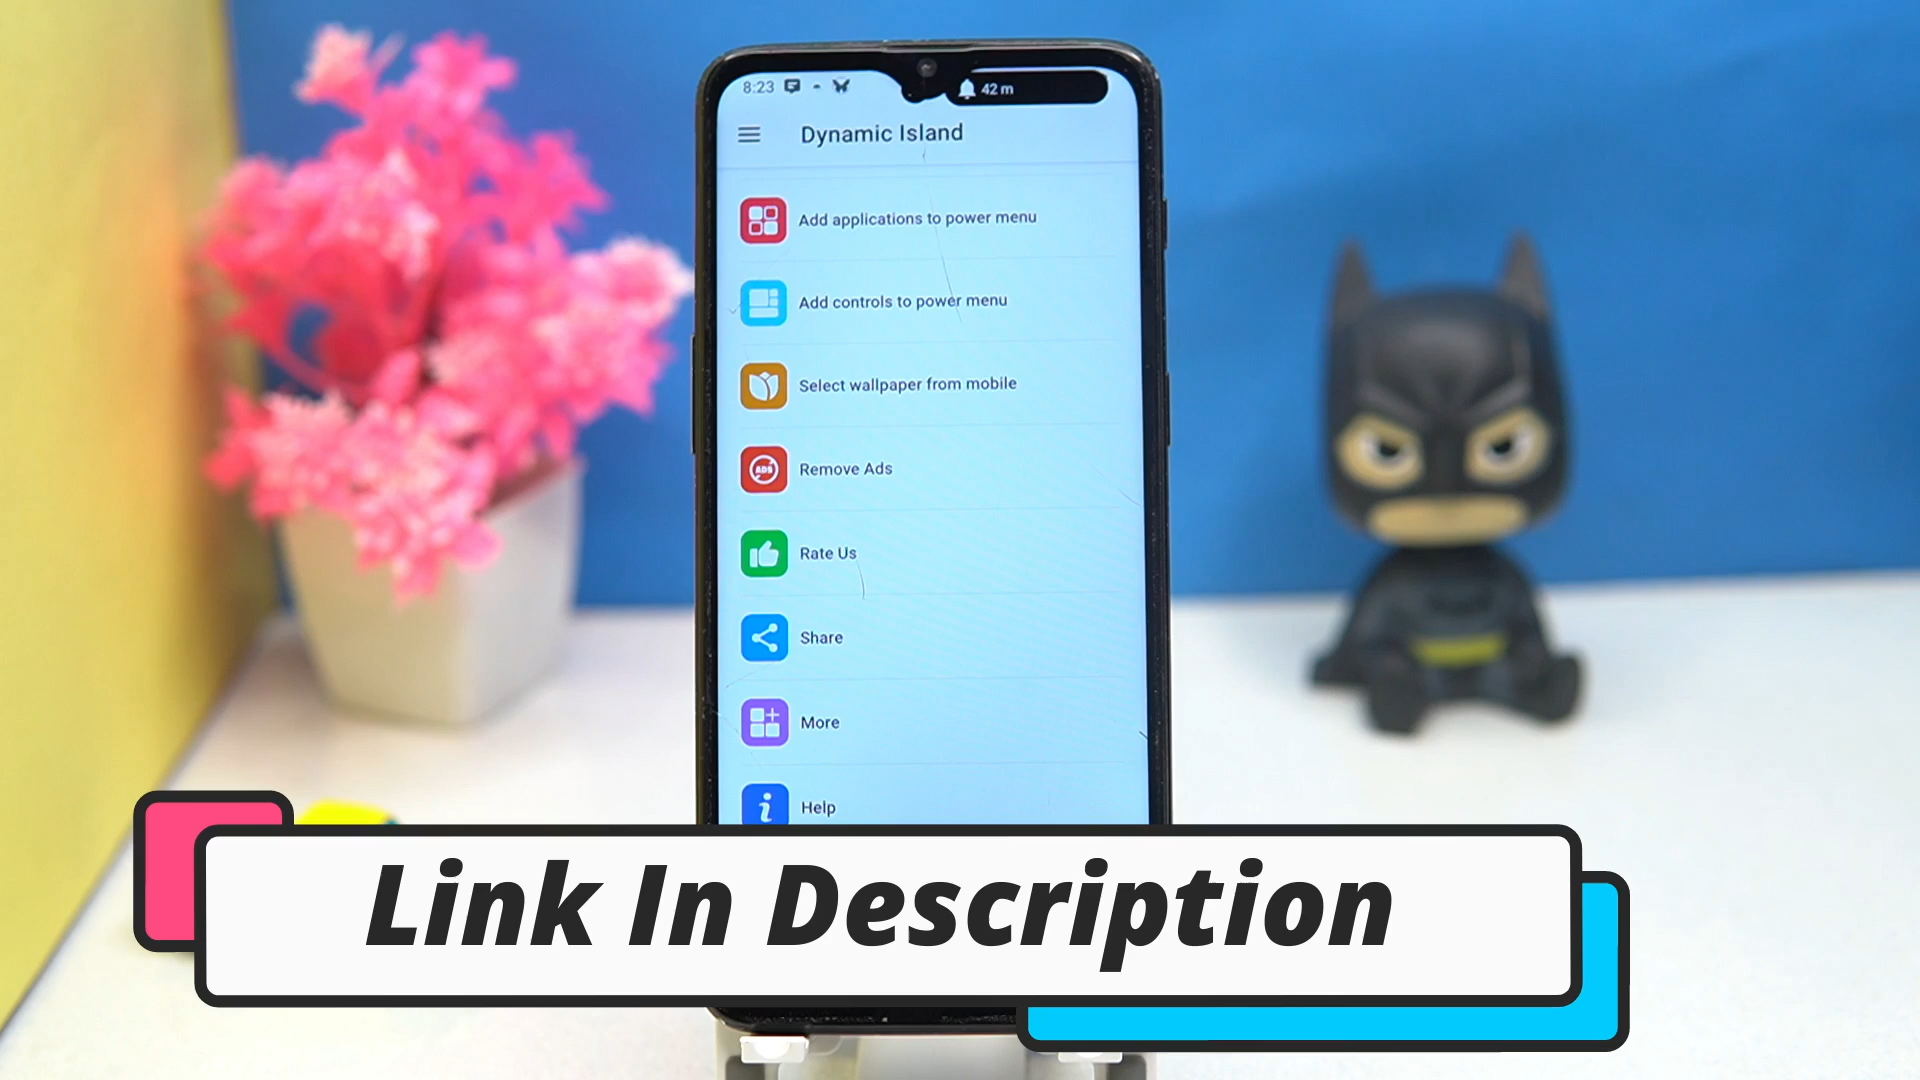 8:23
42 m
Dynamic Island
Add applications to power menu
Add controls to power menu
Select wallpaper from mobile
ADS
Remove Ads
Rate Us
Share
More
Help
Link In Description